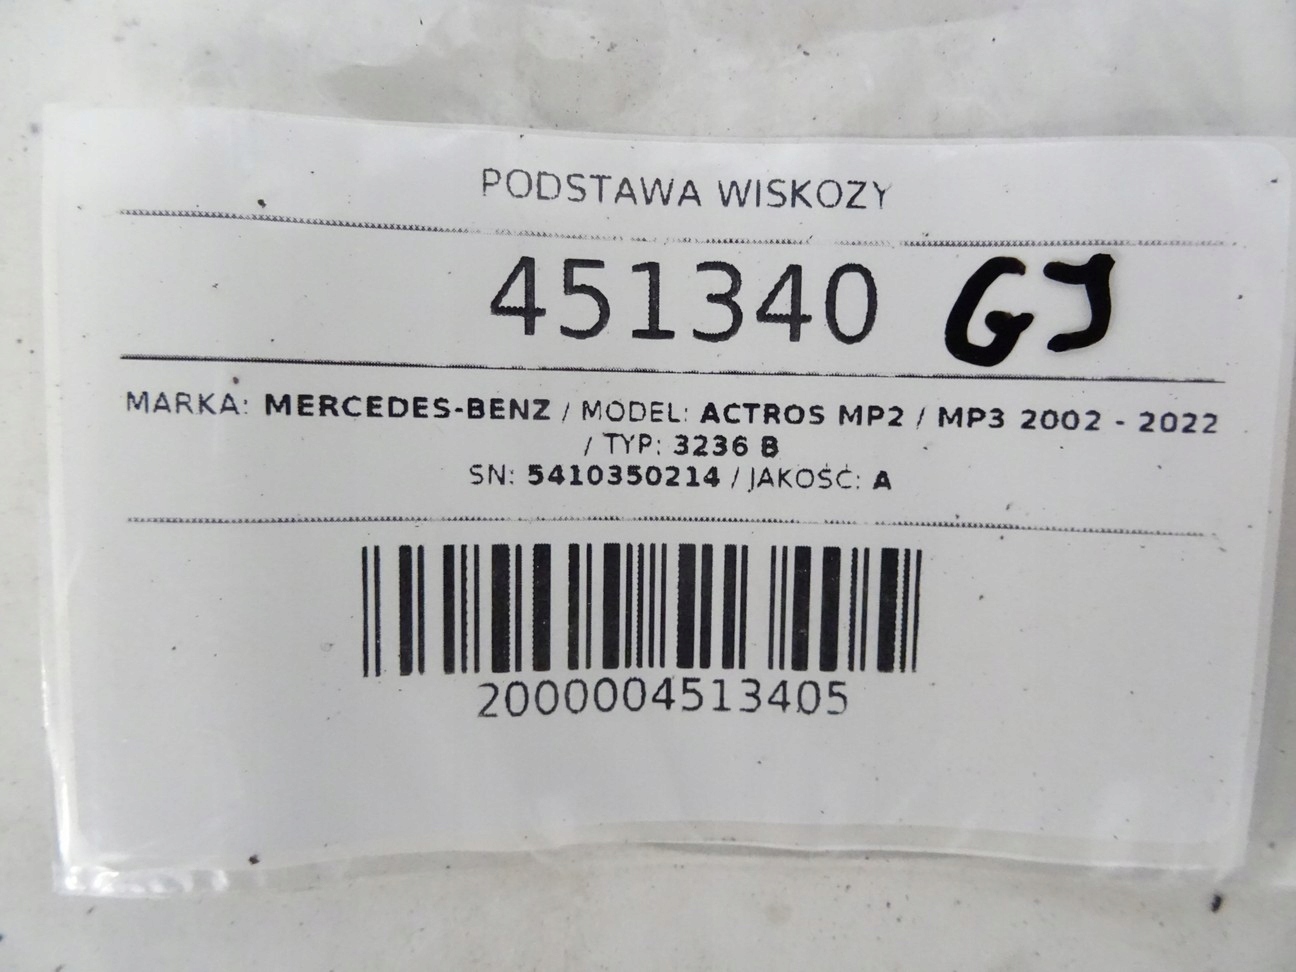 PODSTAWA WISKOZY
451340 GJ
MARKA: MERCEDES-BENZ / MODEL: ACTROS MP2 / MP3 2002 - 2022
/ TYP: 3236 B
SN: 5410350214 / JAKOŚĆ: A
2000004513405